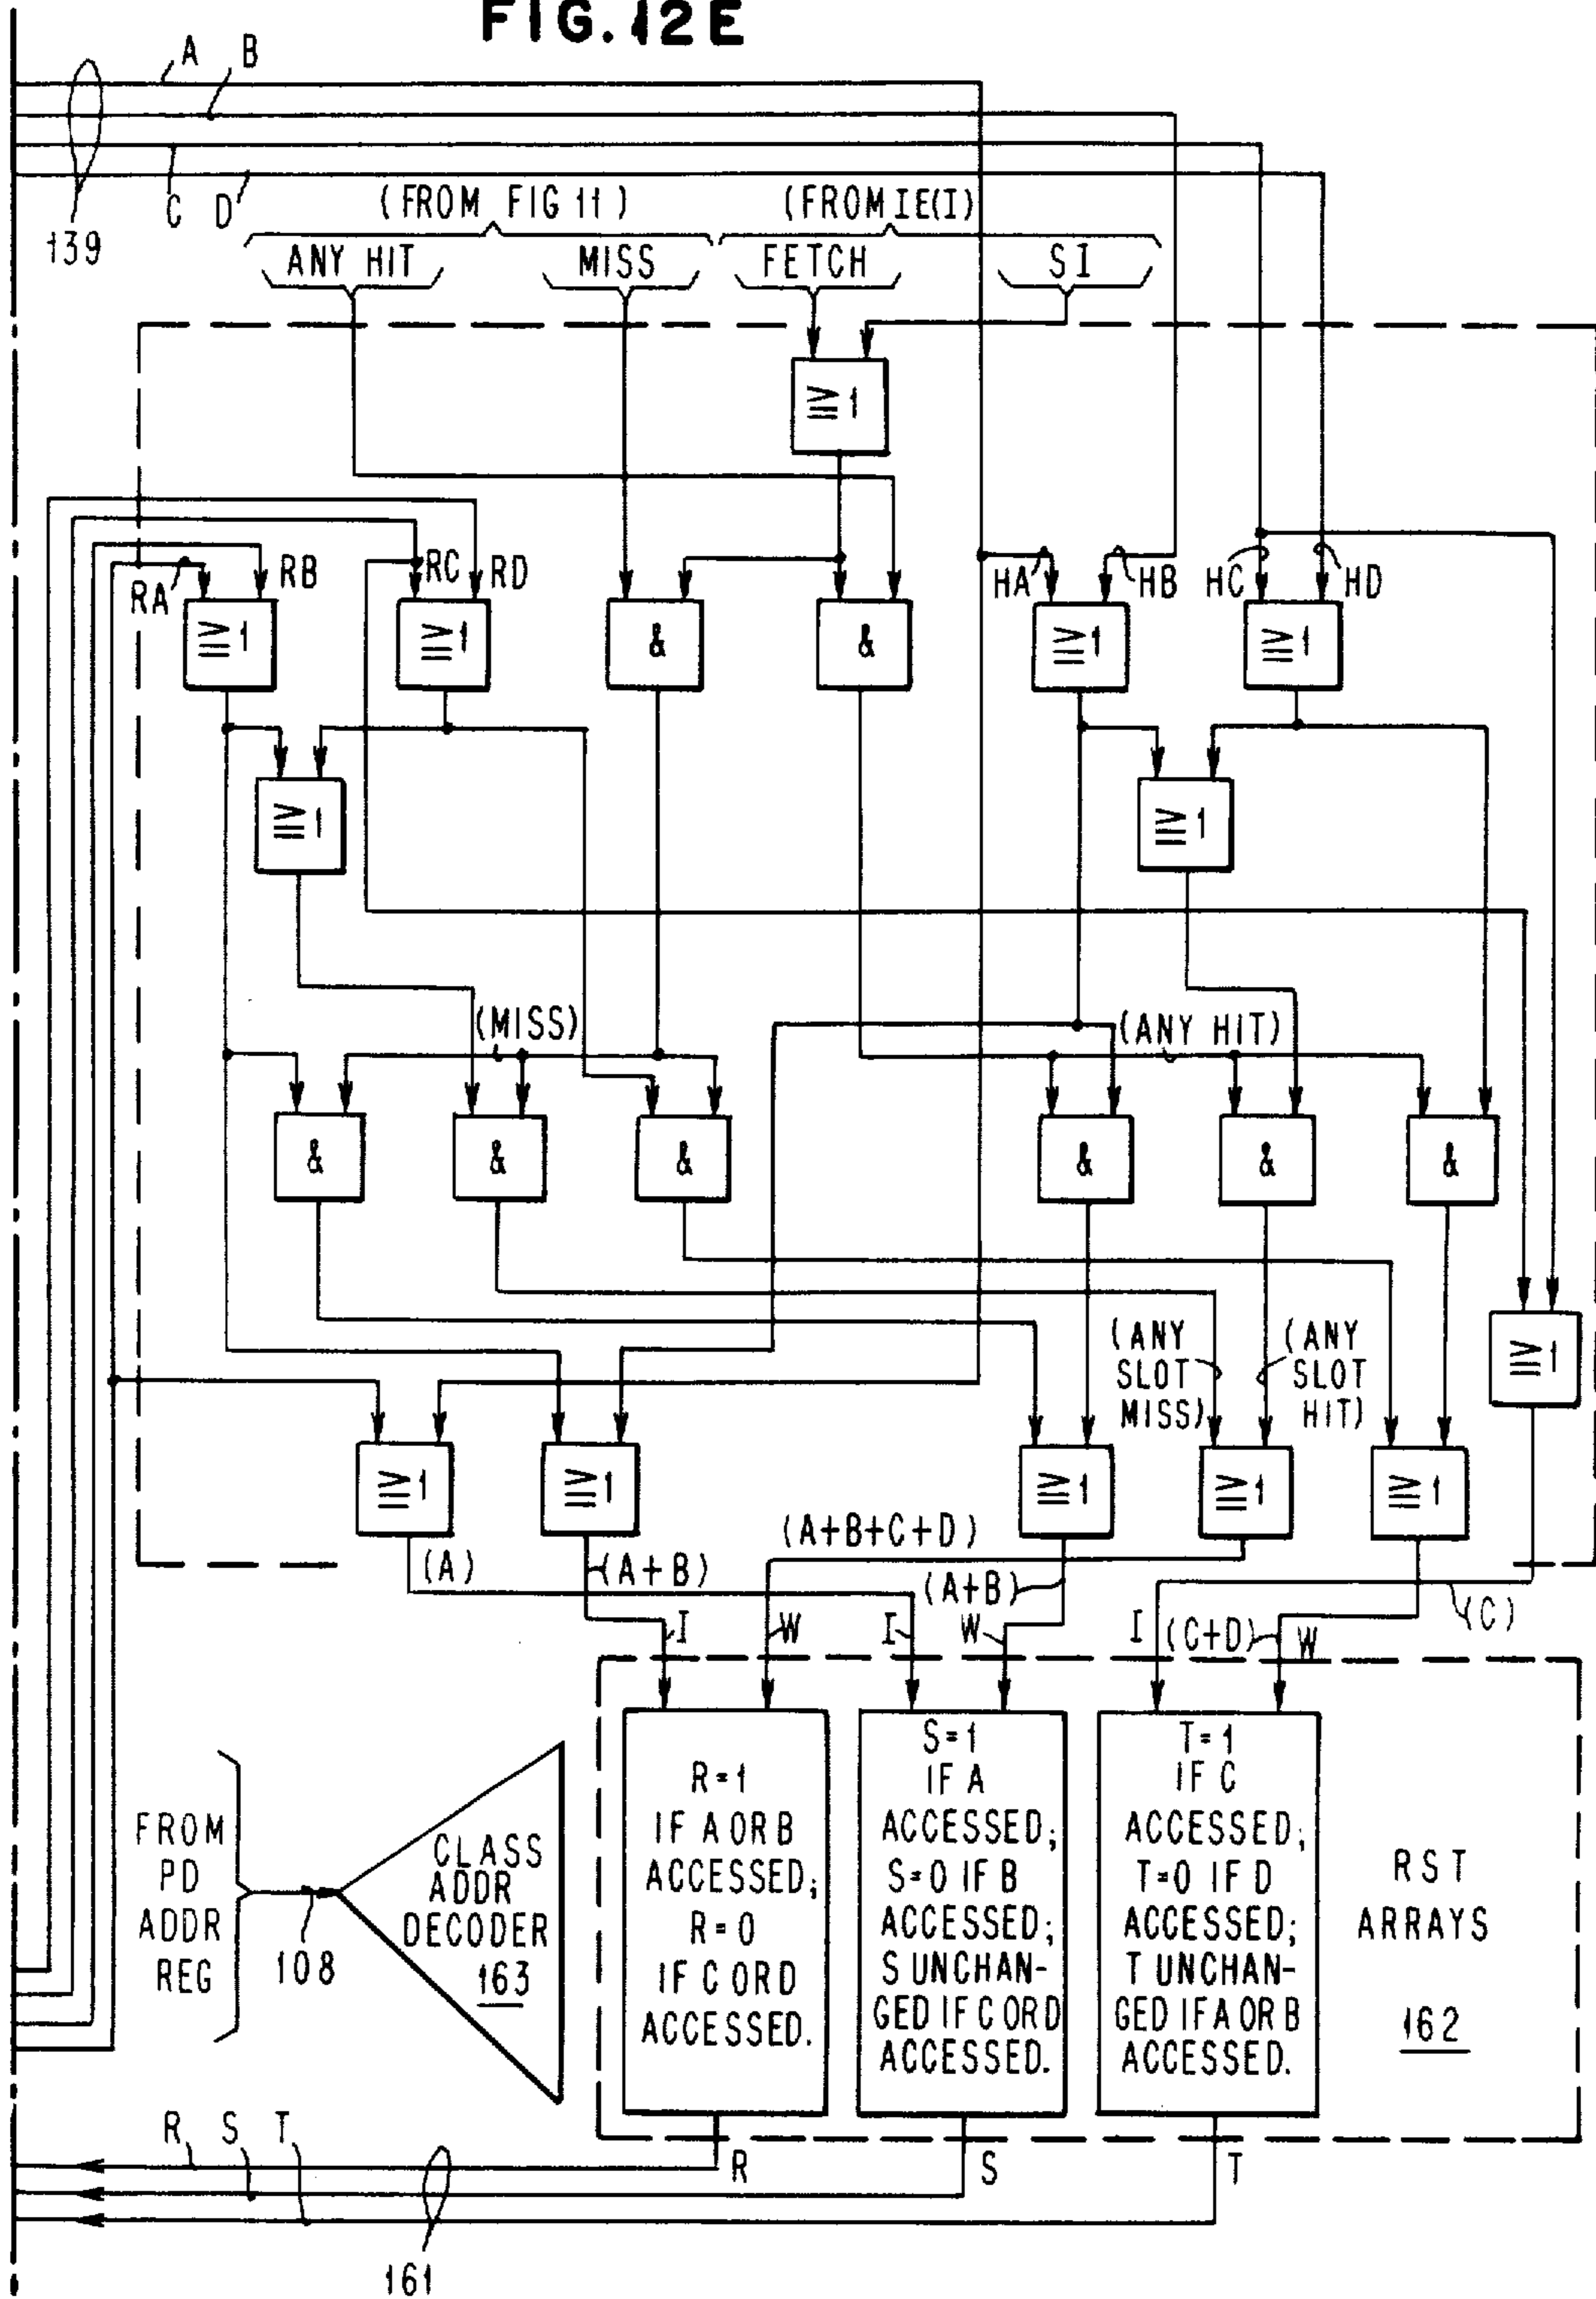 FIG. 12E
A B
C D
139
(FROM FIG 11) (FROM IE(I)
ANY HIT MISS FETCH SI
≧1
RA RB RC RD HA HB HC HD
≧1 ≧1 & & ≧1 ≧1
≧1 ≧1
(MISS) (ANY HIT)
& & & & & &
(ANY
SLOT
MISS)
(ANY
SLOT
HIT)
≧1
≧1 ≧1 ≧1 ≧1 ≧1
(A) (A+B) (A+B+C+D) (A+B) (C)
I W I W I (C+D) W
FROM
PD
ADDR
REG
108
CLASS
ADDR
DECODER
163
R=1
IF A OR B
ACCESSED;
R=0
IF C OR D
ACCESSED.
S=1
IF A
ACCESSED;
S=0 IF B
ACCESSED;
S UNCHAN-
GED IF C OR D
ACCESSED.
T=1
IF C
ACCESSED;
T=0 IF D
ACCESSED;
T UNCHAN-
GED IF A OR B
ACCESSED.
RST
ARRAYS
162
R S T
R S T
161